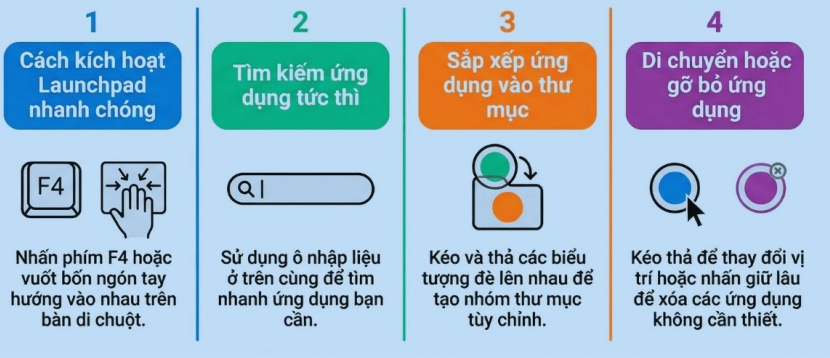 1
Cách kích hoạt
Launchpad
nhanh chóng
F4
Nhấn phím F4 hoặc
vuốt bốn ngón tay
hướng vào nhau trên
bàn di chuột.
2
Tìm kiếm ứng
dụng tức thì
Sử dụng ô nhập liệu
ở trên cùng để tìm
nhanh ứng dụng bạn
cần.
3
Sắp xếp ứng
dụng vào thư
mục
Kéo và thả các biểu
tượng đè lên nhau để
tạo nhóm thư mục
tùy chỉnh.
4
Di chuyển hoặc
gỡ bỏ ứng
dụng
Kéo thả để thay đổi vị
trí hoặc nhấn giữ lâu
để xóa các ứng dụng
không cần thiết.